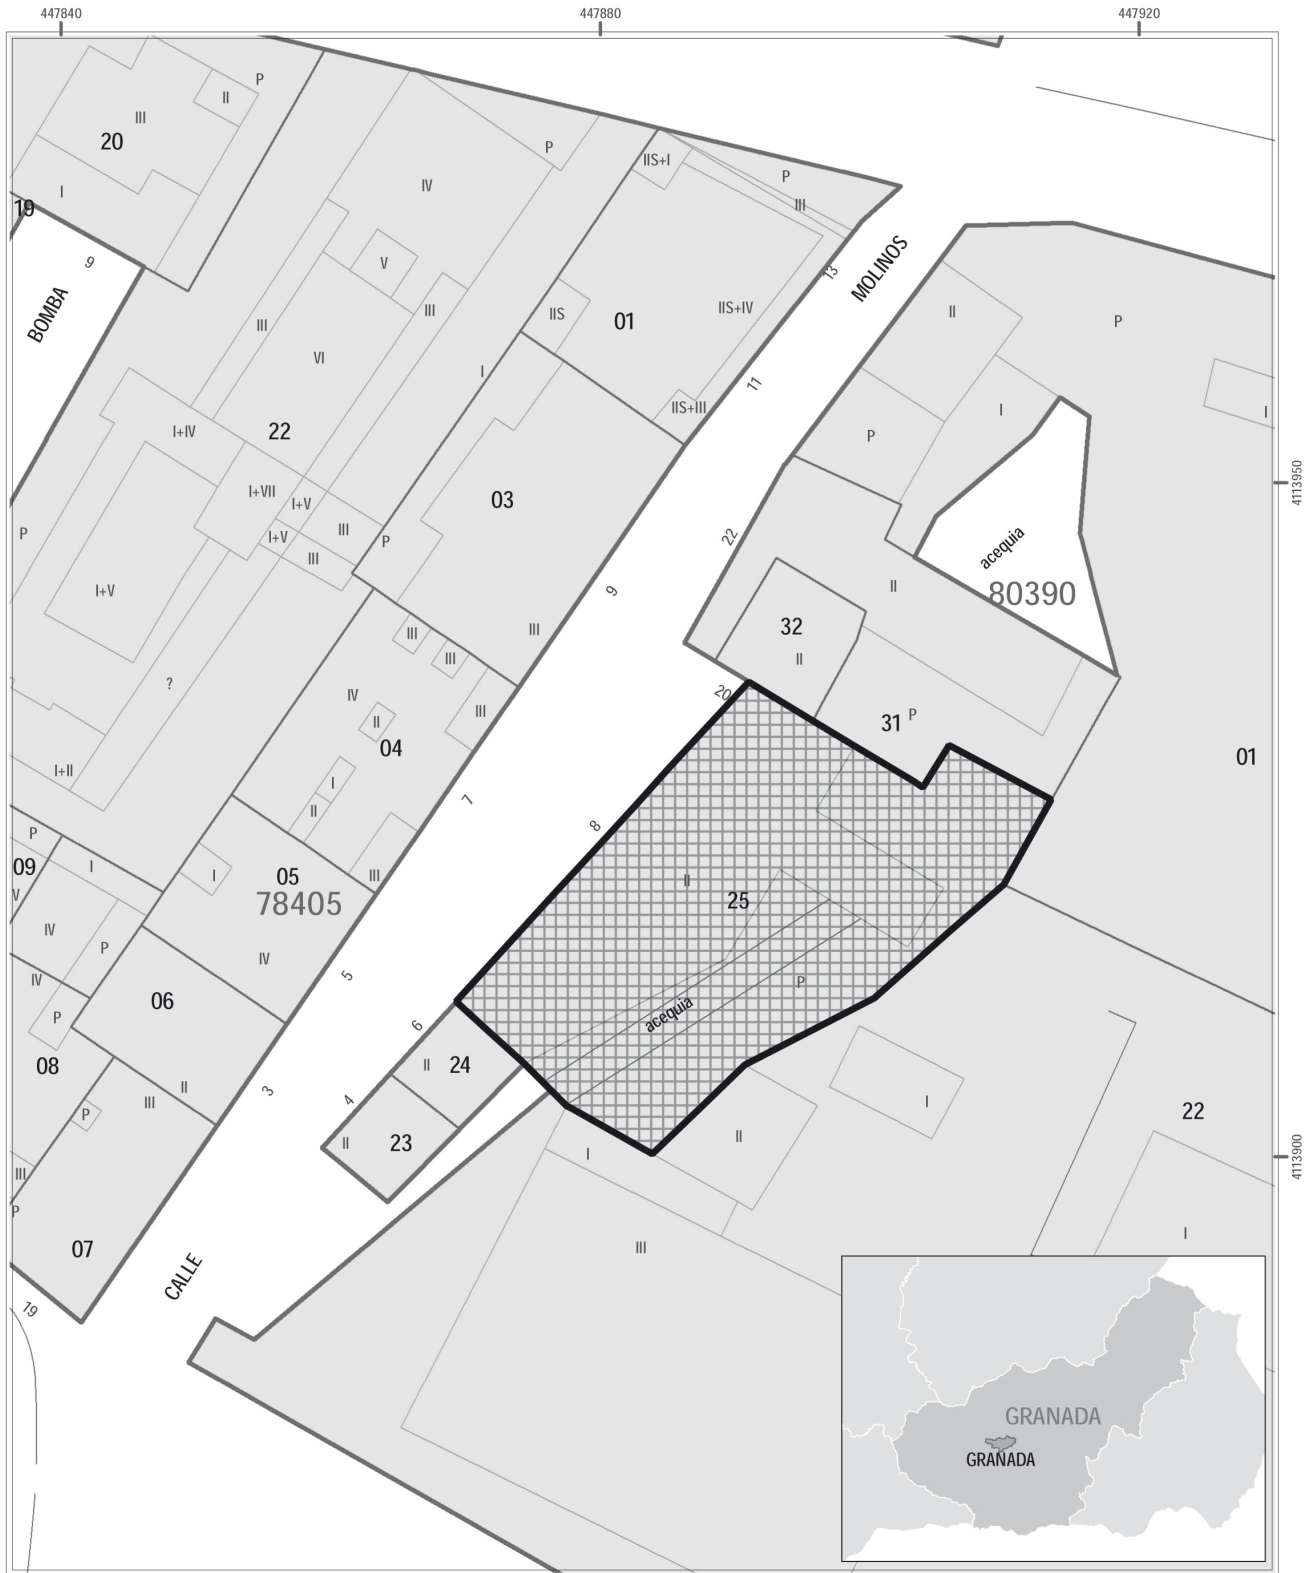 447840
447880
447920
P
II
III
20
I
19
9
BOMBA
P
IV
V
III
III
VI
I
22
I+IV
I+VII
I+V
I+V
III
III
P
P
I+V
?
I+II
IIS+I
P
III
IIS
01
IIS+IV
13
IIS+III
11
MOLINOS
03
III
9
II
P
I
I
P
4113950
22
acequia
80390
II
32
II
20
31
P
01
III
III
IV
III
II
04
I
II
III
7
8
II
25
P
acequia
P
I
09
V
I
05
78405
IV
IV
P
IV
P
5
6
06
08
II
24
II
III
P
3
4
II
23
III
P
07
19
CALLE
I
II
I
22
4113900
III
I
GRANADA
GRANADA